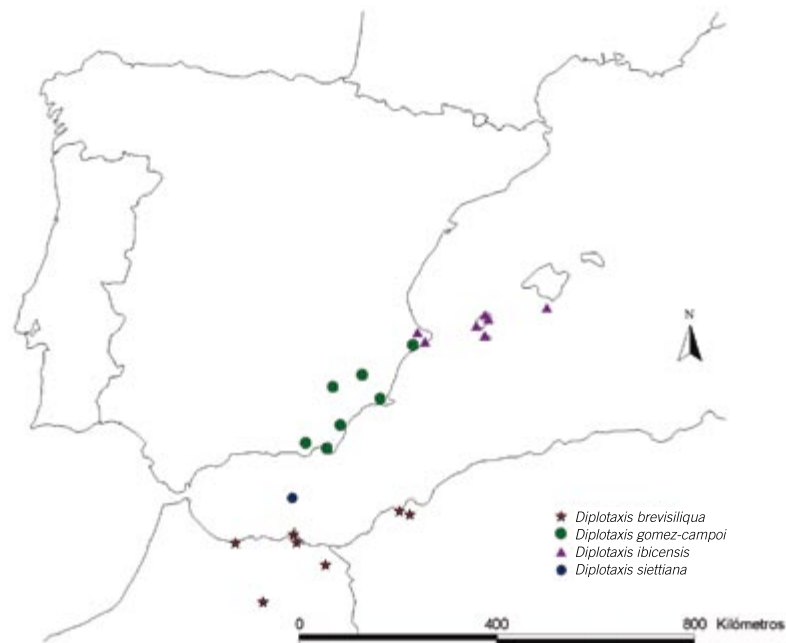 N
Diplotaxis brevisiliqua
Diplotaxis gomez-campoi
Diplotaxis ibicensis
Diplotaxis siettiana
0 400 800 Kilómetros